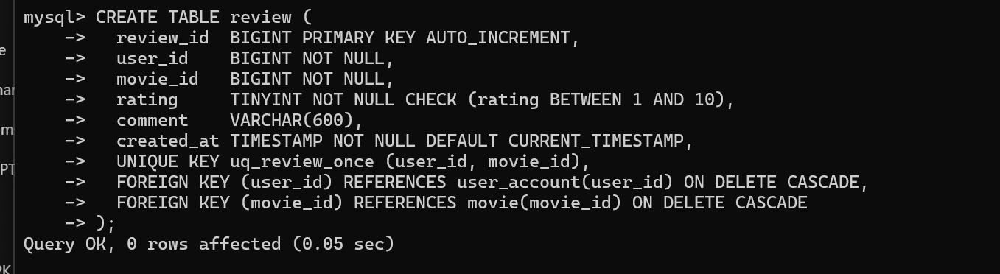 mysql> CREATE TABLE review (
    ->   review_id  BIGINT PRIMARY KEY AUTO_INCREMENT,
    ->   user_id    BIGINT NOT NULL,
    ->   movie_id   BIGINT NOT NULL,
    ->   rating     TINYINT NOT NULL CHECK (rating BETWEEN 1 AND 10),
    ->   comment    VARCHAR(600),
    ->   created_at TIMESTAMP NOT NULL DEFAULT CURRENT_TIMESTAMP,
    ->   UNIQUE KEY uq_review_once (user_id, movie_id),
    ->   FOREIGN KEY (user_id) REFERENCES user_account(user_id) ON DELETE CASCADE,
    ->   FOREIGN KEY (movie_id) REFERENCES movie(movie_id) ON DELETE CASCADE
    -> );
Query OK, 0 rows affected (0.05 sec)